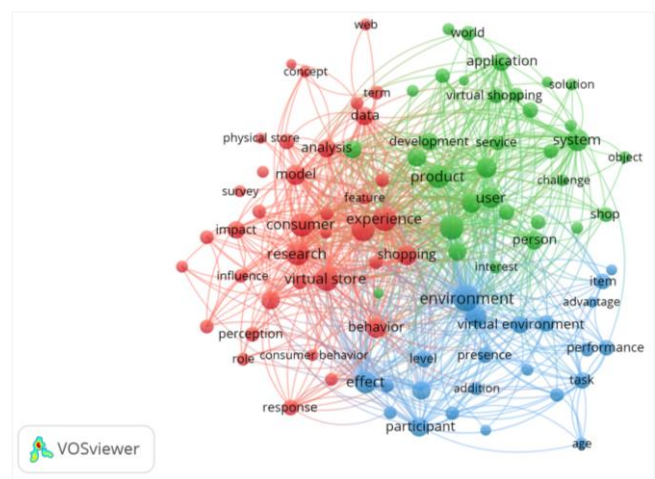 web
world
application
concept
solution
term
virtual shopping
data
physical store
development
service
system
analysis
object
model
product
challenge
survey
feature
user
consumer
experience
shop
impact
person
research
shopping
interest
influence
virtual store
item
environment
advantage
behavior
virtual environment
perception
performance
role
consumer behavior
level
presence
effect
addition
task
response
participant
age
VOSviewer